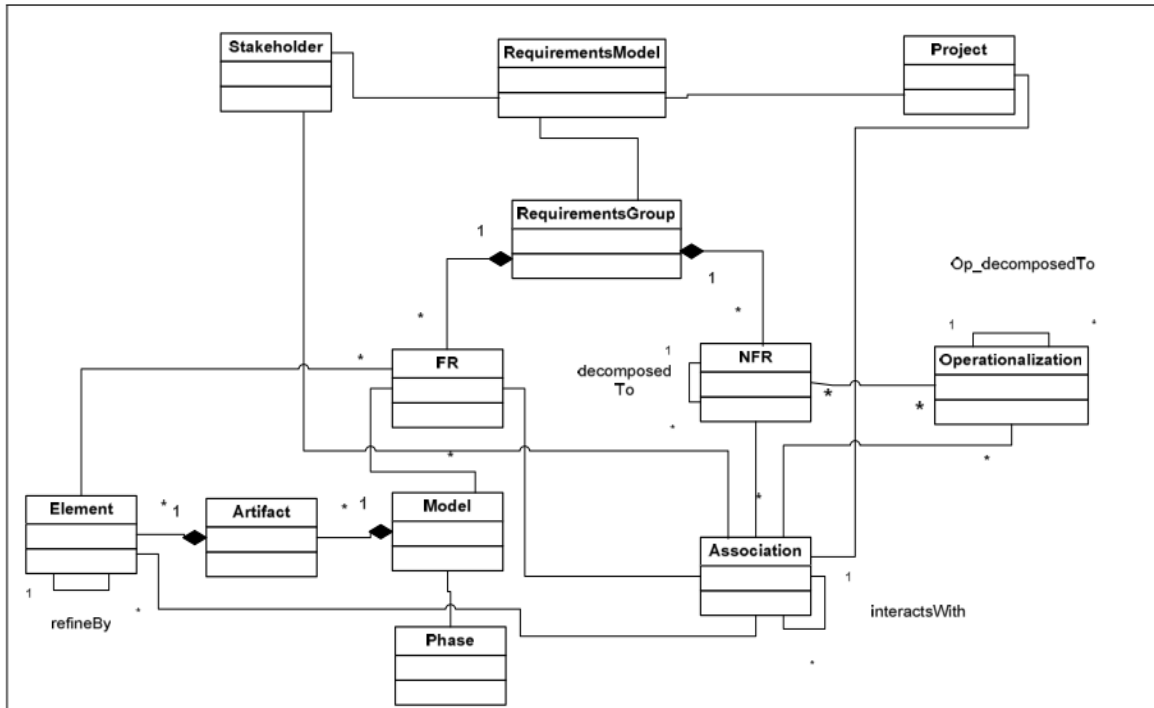 Stakeholder
RequirementsModel
Project
RequirementsGroup
1
1
Op_decomposedTo
*
*
1
*
*
FR
decomposed
To
1
NFR
Operationalization
*
*
*
*
*
Element
*
1
Artifact
*
1
Model
*
Association
1
*
refineBy
1
interactsWith
*
Phase